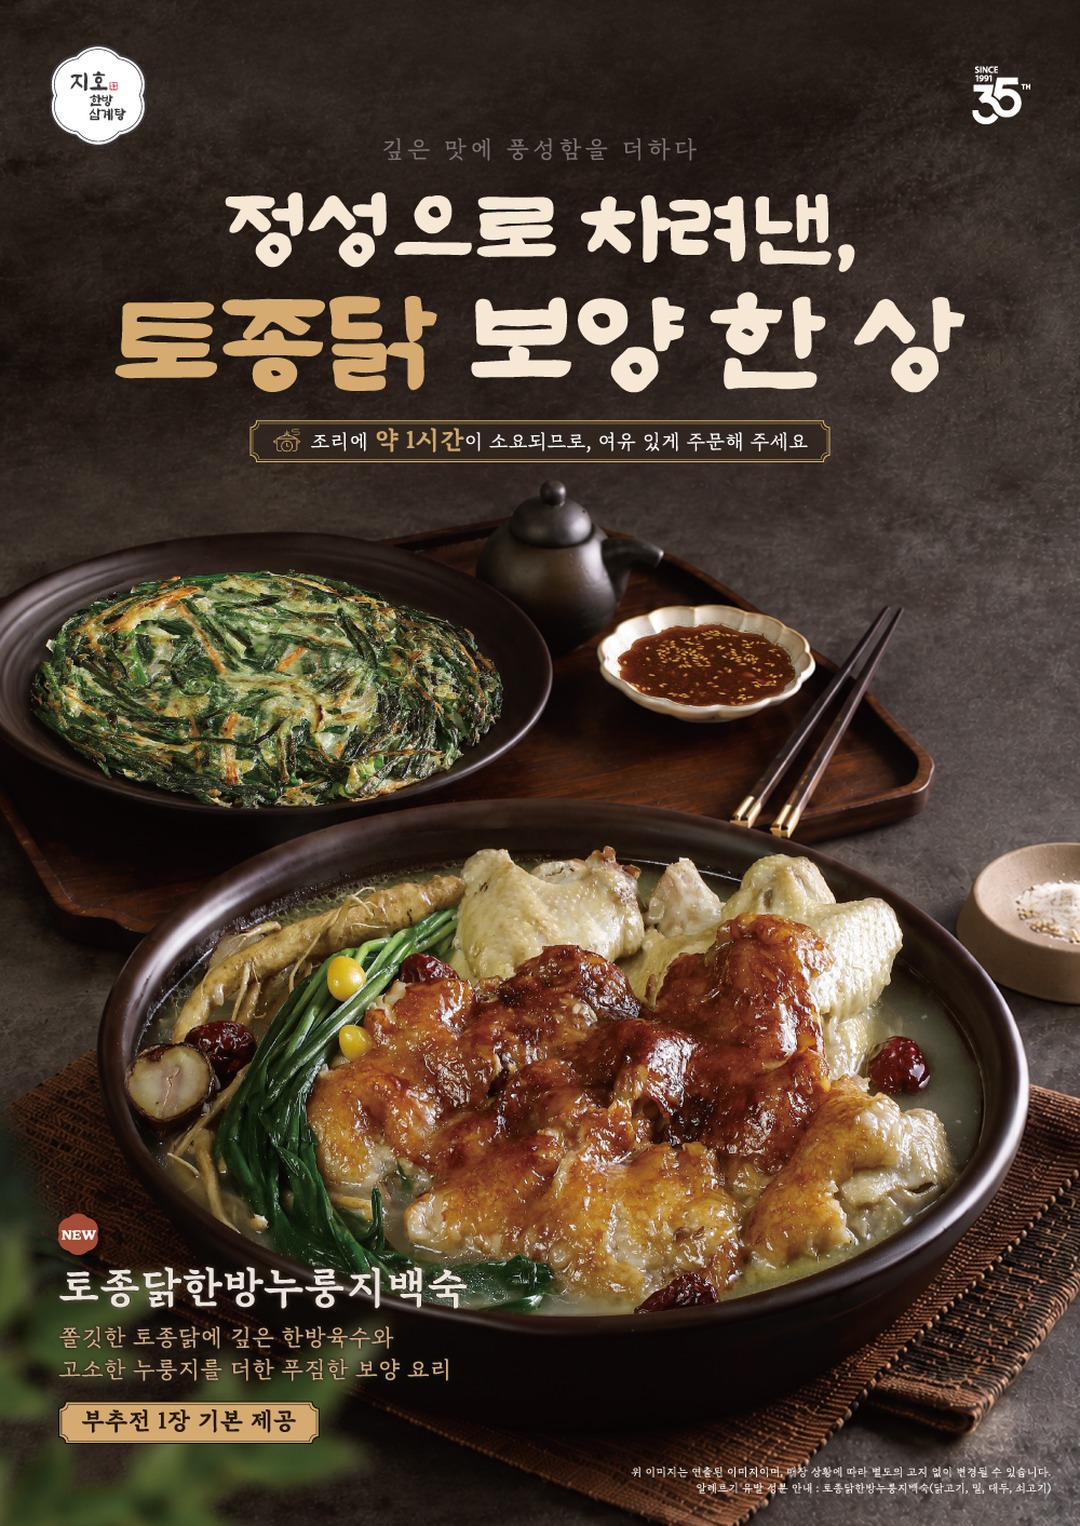 지호
한방
삼계탕
SINCE
1991
35TH
깊은 맛에 풍성함을 더하다
정성으로 차려낸,
토종닭 보양 한 상
조리에 약 1시간이 소요되므로, 여유 있게 주문해 주세요
NEW
토종닭한방누룽지백숙
쫄깃한 토종닭에 깊은 한방육수와
고소한 누룽지를 더한 푸짐한 보양 요리
부추전 1장 기본 제공
위 이미지는 연출된 이미지이며, 매장 상황에 따라 별도의 고지 없이 변경될 수 있습니다.
알레르기 유발 성분 안내 : 토종닭한방누룽지백숙(닭고기, 밀, 대두, 쇠고기)